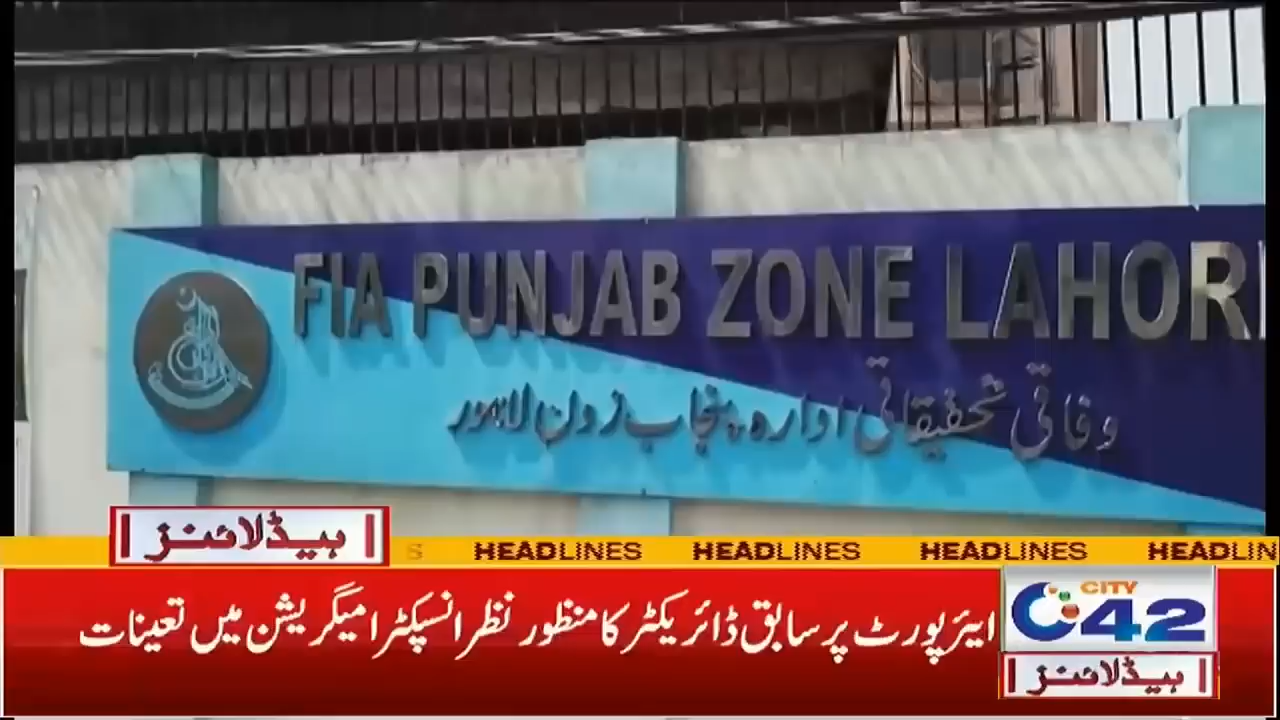 FIA PUNJAB ZONE LAHOR
وفاقی تحقیقاتی ادارہ پنجاب زون لاہور
ہیڈلائنز
S HEADLINES HEADLINES HEADLINES HEADLIN
ایئرپورٹ پر سابق ڈائریکٹر کا منظور نظر انسپکٹر امیگریشن میں تعینات
CITY
42
ہیڈلائنز